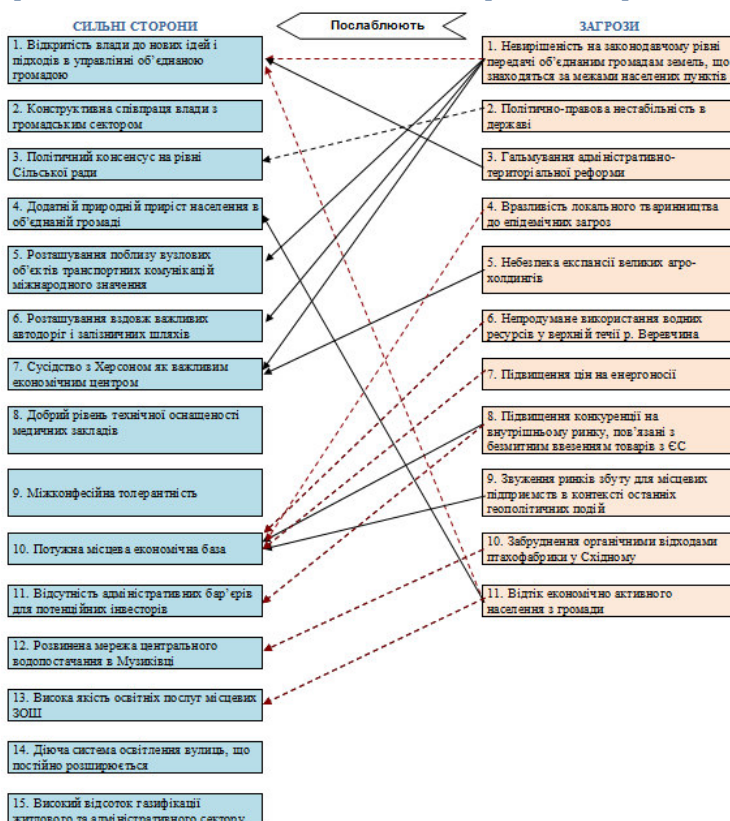 СИЛЬНІ СТОРОНИ
Послаблюють
ЗАГРОЗИ
1. Відкритість влади до нових ідей і
підходів в управлінні об’єднаною
громадою
2. Конструктивна співпраця влади з
громадським сектором
3. Політичний консенсус на рівні
Сільської ради
4. Додатній природній приріст населення в
об’єднаній громаді
5. Розташування поблизу вузлових
об’єктів транспортних комунікацій
міжнародного значення
6. Розташування вздовж важливих
автодоріг і залізничних шляхів
7. Сусідство з Херсоном як важливим
економічним центром
8. Добрий рівень технічної оснащеності
медичних закладів
9. Міжконфесійна толерантність
10. Потужна місцева економічна база
11. Відсутність адміністративних бар’єрів
для потенційних інвесторів
12. Розвинена мережа центрального
водопостачання в Музиківці
13. Висока якість освітніх послуг місцевих
ЗОШ
14. Діюча система освітлення вулиць, що
постійно розширюється
15. Високий відсоток газифікації
житлового та адміністративного сектору
1. Невирішеність на законодавчому рівні
передачі об’єднаним громадам земель, що
знаходяться за межами населених пунктів
2. Політично-правова нестабільність в
державі
3. Гальмування адміністративно-
територіальної реформи
4. Вразливість локального тваринництва
до епідемічних загроз
5. Небезпека експансії великих агро-
холдингів
6. Непродумане використання водних
ресурсів у верхній течії р. Веревчина
7. Підвищення цін на енергоносії
8. Підвищення конкуренції на
внутрішньому ринку, пов’язані з
безмитним ввезенням товарів з ЄС
9. Звуження ринків збуту для місцевих
підприємств в контексті останніх
геополітичних подій
10. Забруднення органічними відходами
птахофабрики у Східному
11. Відтік економічно активного
населення з громади